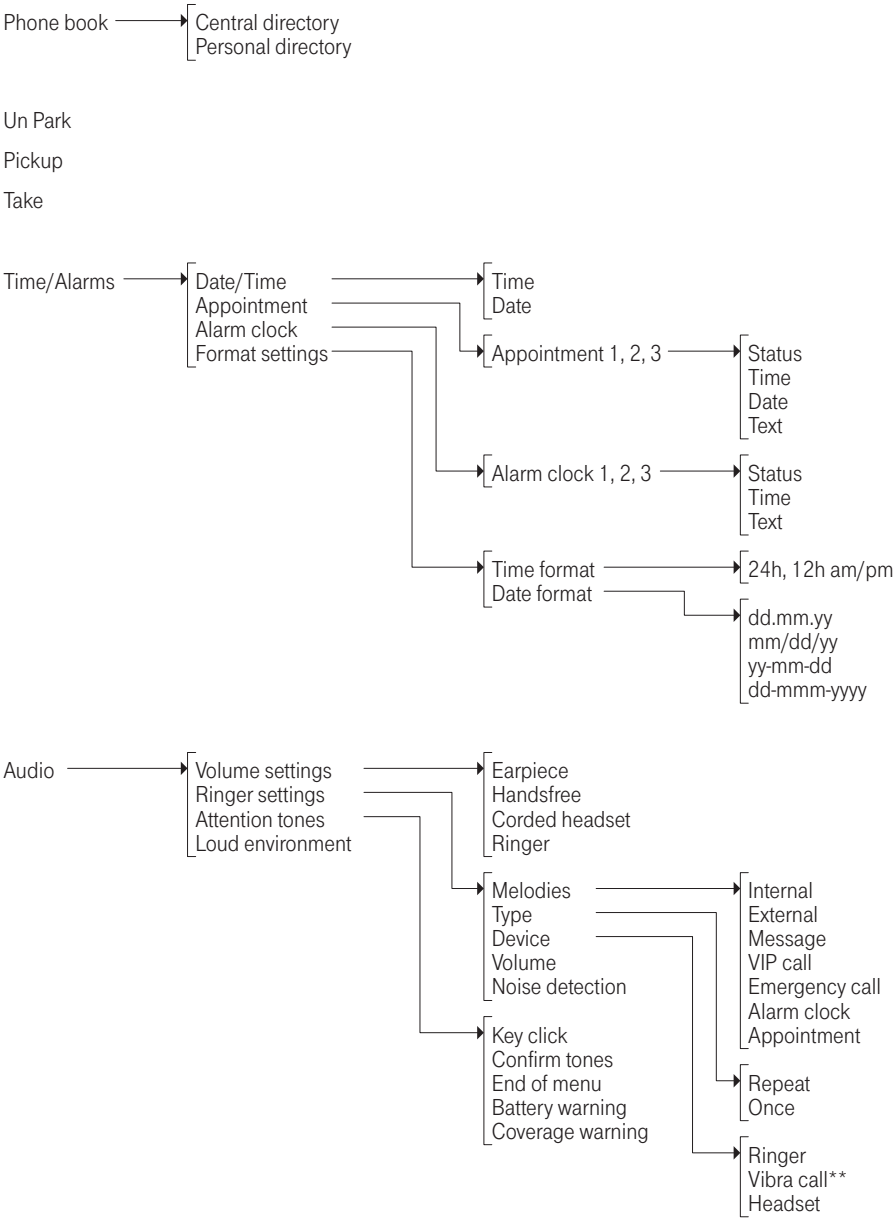 Phone book
Central directory
Personal directory
Un Park
Pickup
Take
Time/Alarms
Date/Time
Appointment
Alarm clock
Format settings
Time
Date
Appointment 1, 2, 3
Status
Time
Date
Text
Alarm clock 1, 2, 3
Status
Time
Text
Time format
Date format
24h, 12h am/pm
dd.mm.yy
mm/dd/yy
yy-mm-dd
dd-mmm-yyyy
Audio
Volume settings
Ringer settings
Attention tones
Loud environment
Earpiece
Handsfree
Corded headset
Ringer
Melodies
Type
Device
Volume
Noise detection
Internal
External
Message
VIP call
Emergency call
Alarm clock
Appointment
Key click
Confirm tones
End of menu
Battery warning
Coverage warning
Repeat
Once
Ringer
Vibra call**
Headset